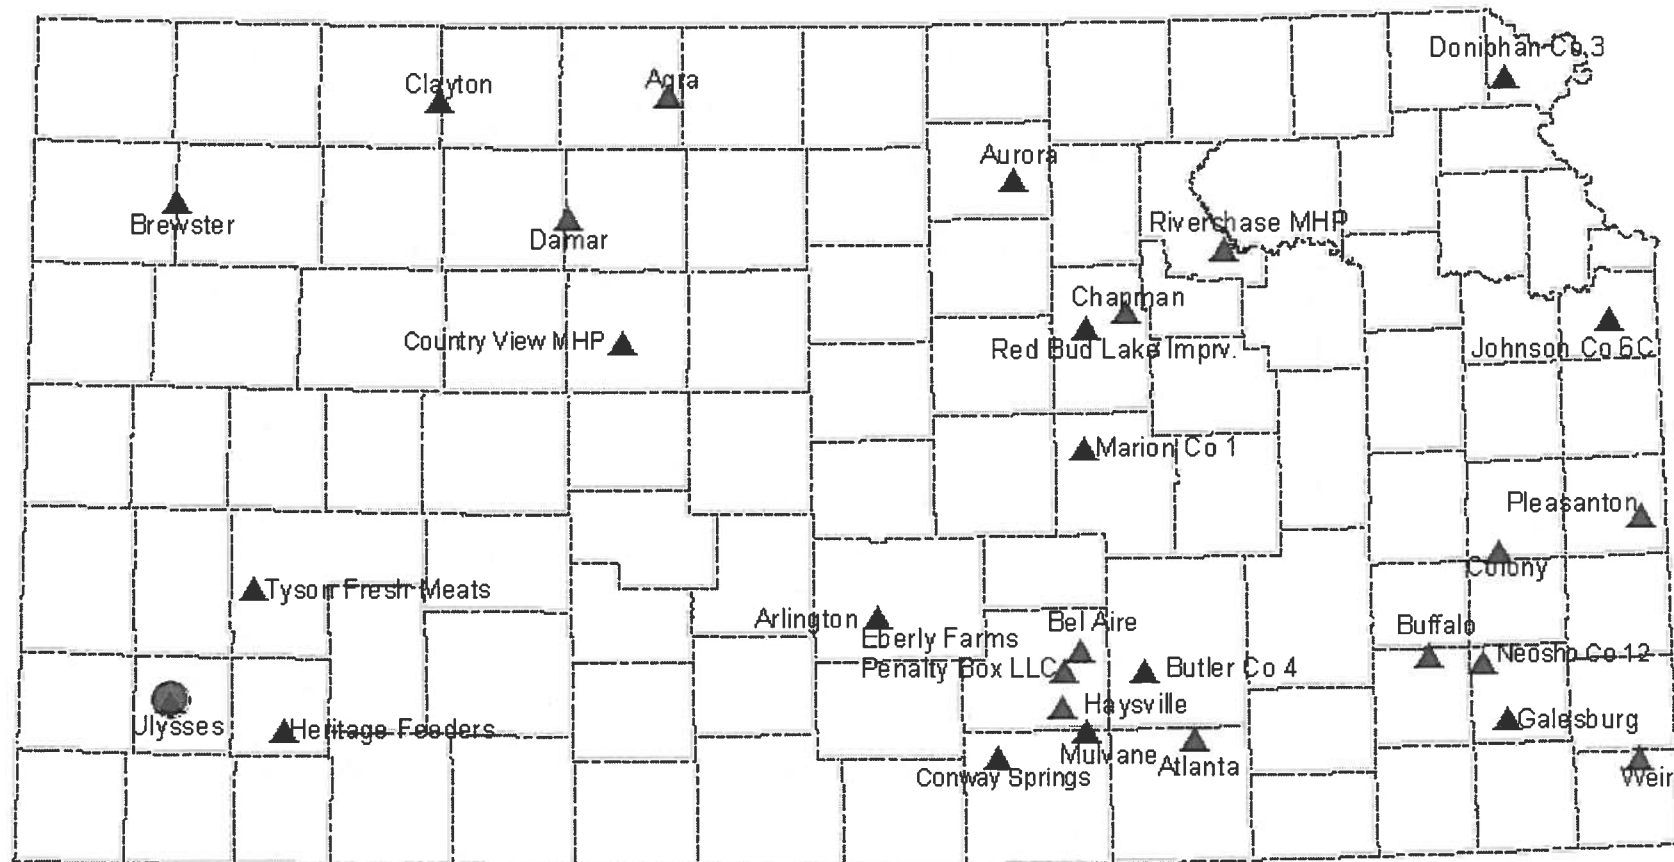 Doniphan Co 3
Clayton
Agra
Aurora
Brewster
Damar
Riverchase MHP
Chapman
Country View MHP
Red Bud Lake Imprv.
Johnson Co 6C
Marion Co 1
Pleasanton
Colony
Tyson Fresh Meats
Arlington
Bel Aire
Buffalo
Eberly Farms
Penalty Box LLC
Butler Co 4
Neosho Co 12
Haysville
Ulysses
Heritage Feeders
Galesburg
Mulvane
Atlanta
Conway Springs
Weir